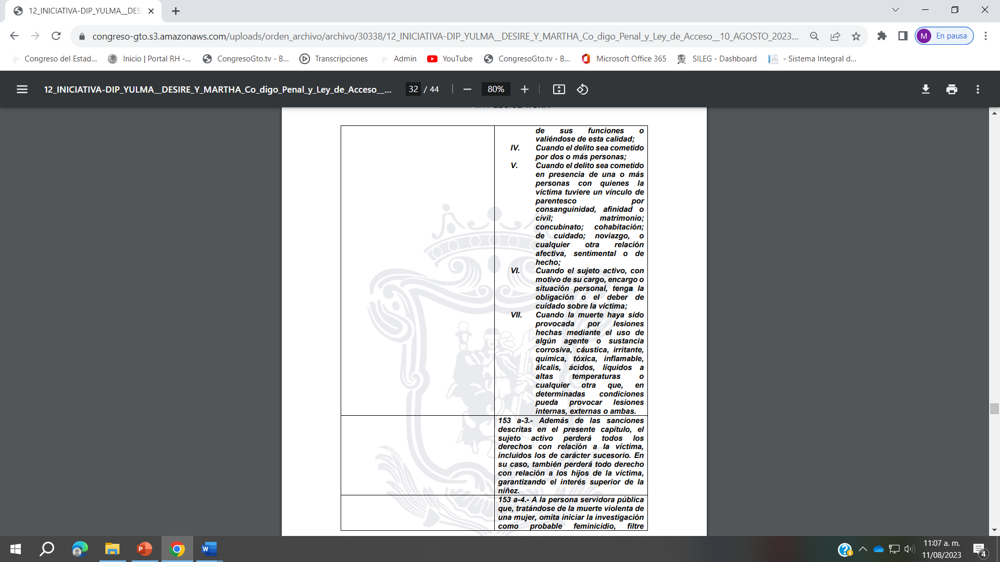 12_INICIATIVA-DIP_YULMA__DESI
congreso-gto.s3.amazonaws.com/uploads/orden_archivo/archivo/30338/12_INICIATIVA-DIP_YULMA__DESIRE_Y_MARTHA_Co_digo_Penal_y_Ley_de_Acceso__10_AGOSTO_2023...
M En pausa
Congreso del Estad...
Inicio | Portal RH -...
CongresoGto.tv - B...
Transcripciones
Admin
YouTube
CongresoGto.tv - B...
Microsoft Office 365
SILEG - Dashboard
- Sistema Integral d...
12_INICIATIVA-DIP_YULMA__DESIRE_Y_MARTHA_Co_digo_Penal_y_Ley_de_Acceso__...
32 / 44
80%
de sus funciones o
valiéndose de esta calidad;
IV. Cuando el delito sea cometido
por dos o más personas;
V. Cuando el delito sea cometido
en presencia de una o más
personas con quienes la
víctima tuviere un vínculo de
parentesco por
consanguinidad, afinidad o
civil; matrimonio;
concubinato; cohabitación;
de cuidado; noviazgo, o
cualquier otra relación
afectiva, sentimental o de
hecho;
VI. Cuando el sujeto activo, con
motivo de su cargo, encargo o
situación personal, tenga la
obligación o el deber de
cuidado sobre la víctima;
VII. Cuando la muerte haya sido
provocada por lesiones
hechas mediante el uso de
algún agente o sustancia
corrosiva, cáustica, irritante,
química, tóxica, inflamable,
álcalis, ácidos, líquidos a
altas temperaturas o
cualquier otra que, en
determinadas condiciones
pueda provocar lesiones
internas, externas o ambas.
153 a-3.- Además de las sanciones
descritas en el presente capítulo, el
sujeto activo perderá todos los
derechos con relación a la víctima,
incluidos los de carácter sucesorio. En
su caso, también perderá todo derecho
con relación a los hijos de la víctima,
garantizando el interés superior de la
niñez.
153 a-4.- A la persona servidora pública
que, tratándose de la muerte violenta de
una mujer, omita iniciar la investigación
como probable feminicidio, filtre
11:07 a. m.
11/08/2023
4